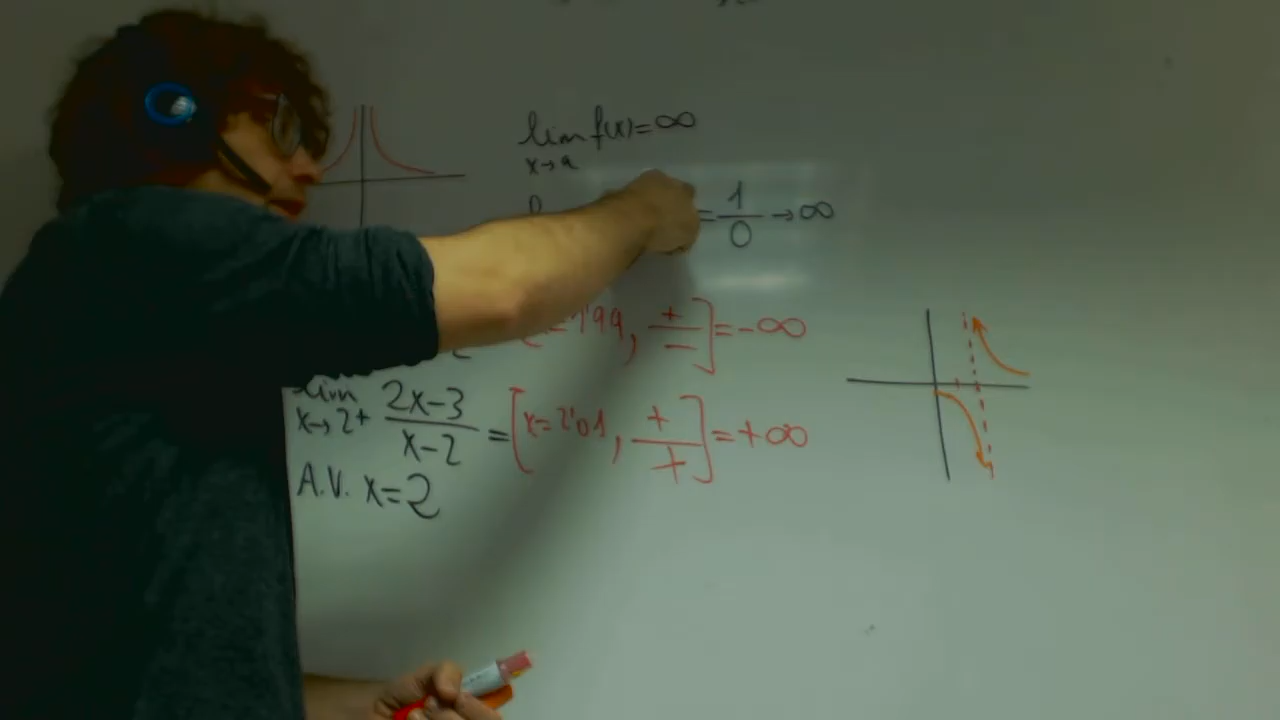 lim f(x)=∞
x→a
= 1/0 →∞
1'99, +/−]=-∞
lim 2x-3/x-2 = [x=2'01, +/+]=+∞
x→2+
A.V. x=2